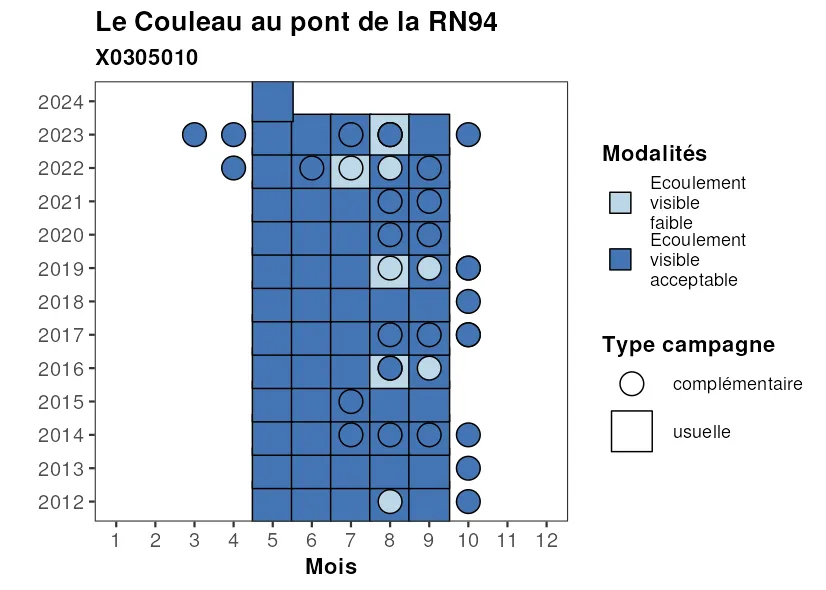 Le Couleau au pont de la RN94
X0305010
2024
2023
2022
2021
2020
2019
2018
2017
2016
2015
2014
2013
2012
1 2 3 4 5 6 7 8 9 10 11 12
Mois
Modalités
Ecoulement
visible
faible
Ecoulement
visible
acceptable
Type campagne
complémentaire
usuelle